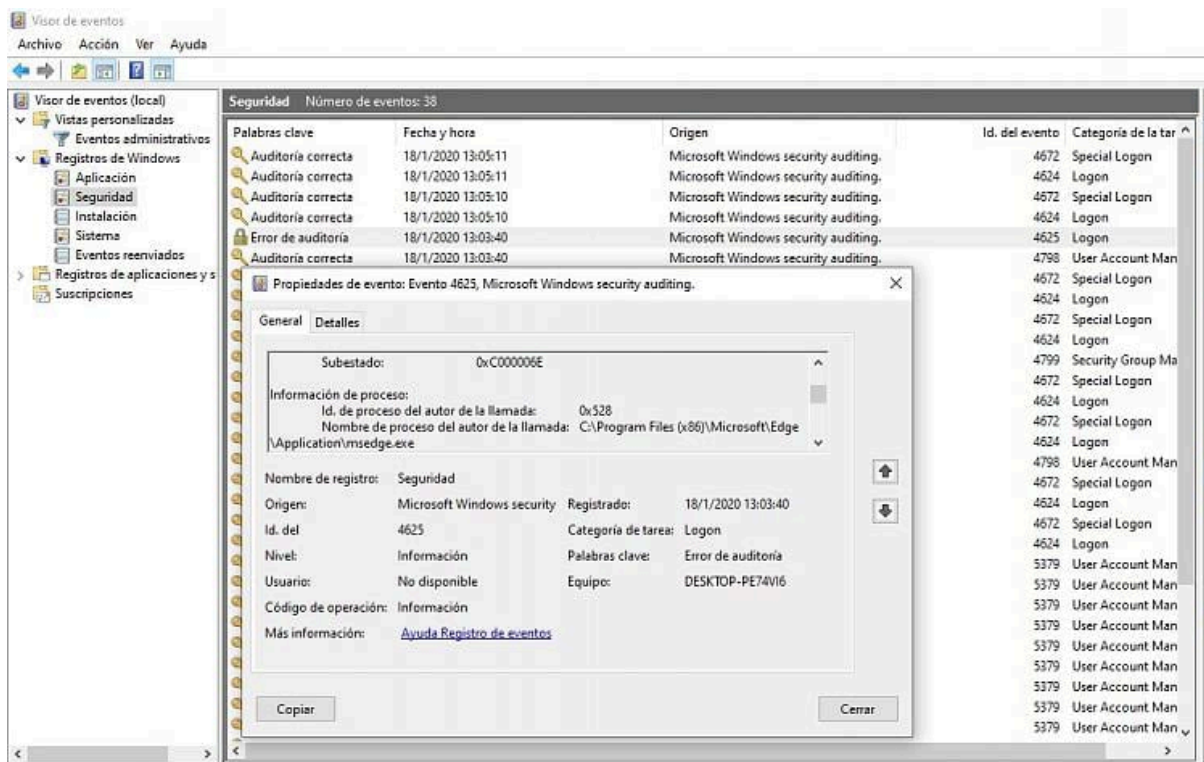 Visor de eventos
Archivo Acción Ver Ayuda
Visor de eventos (local)
Vistas personalizadas
Eventos administrativos
Registros de Windows
Aplicación
Seguridad
Instalación
Sistema
Eventos reenviados
Registros de aplicaciones y s
Suscripciones
Seguridad Número de eventos: 38
Palabras clave Fecha y hora Origen Id. del evento Categoría de la tar
Auditoría correcta 18/1/2020 13:05:11 Microsoft Windows security auditing. 4672 Special Logon
Auditoría correcta 18/1/2020 13:05:11 Microsoft Windows security auditing. 4624 Logon
Auditoría correcta 18/1/2020 13:05:10 Microsoft Windows security auditing. 4672 Special Logon
Auditoría correcta 18/1/2020 13:05:10 Microsoft Windows security auditing. 4624 Logon
Error de auditoría 18/1/2020 13:03:40 Microsoft Windows security auditing. 4625 Logon
Auditoría correcta 18/1/2020 13:03:40 Microsoft Windows security auditing. 4798 User Account Man
4672 Special Logon
4624 Logon
4672 Special Logon
4624 Logon
4799 Security Group Ma
4672 Special Logon
4624 Logon
4672 Special Logon
4624 Logon
4798 User Account Man
4672 Special Logon
4624 Logon
4672 Special Logon
4624 Logon
5379 User Account Man
5379 User Account Man
5379 User Account Man
5379 User Account Man
5379 User Account Man
5379 User Account Man
5379 User Account Man
5379 User Account Man
5379 User Account Man
Propiedades de evento: Evento 4625, Microsoft Windows security auditing.
General Detalles
Subestado: 0xC000006E
Información de proceso:
Id. de proceso del autor de la llamada: 0x528
Nombre de proceso del autor de la llamada: C:\Program Files (x86)\Microsoft\Edge
\Application\msedge.exe
Nombre de registro: Seguridad
Origen: Microsoft Windows security Registrado: 18/1/2020 13:03:40
Id. del 4625 Categoría de tarea: Logon
Nivel: Información Palabras clave: Error de auditoría
Usuario: No disponible Equipo: DESKTOP-PE74VI6
Código de operación: Información
Más información: Ayuda Registro de eventos
Copiar Cerrar